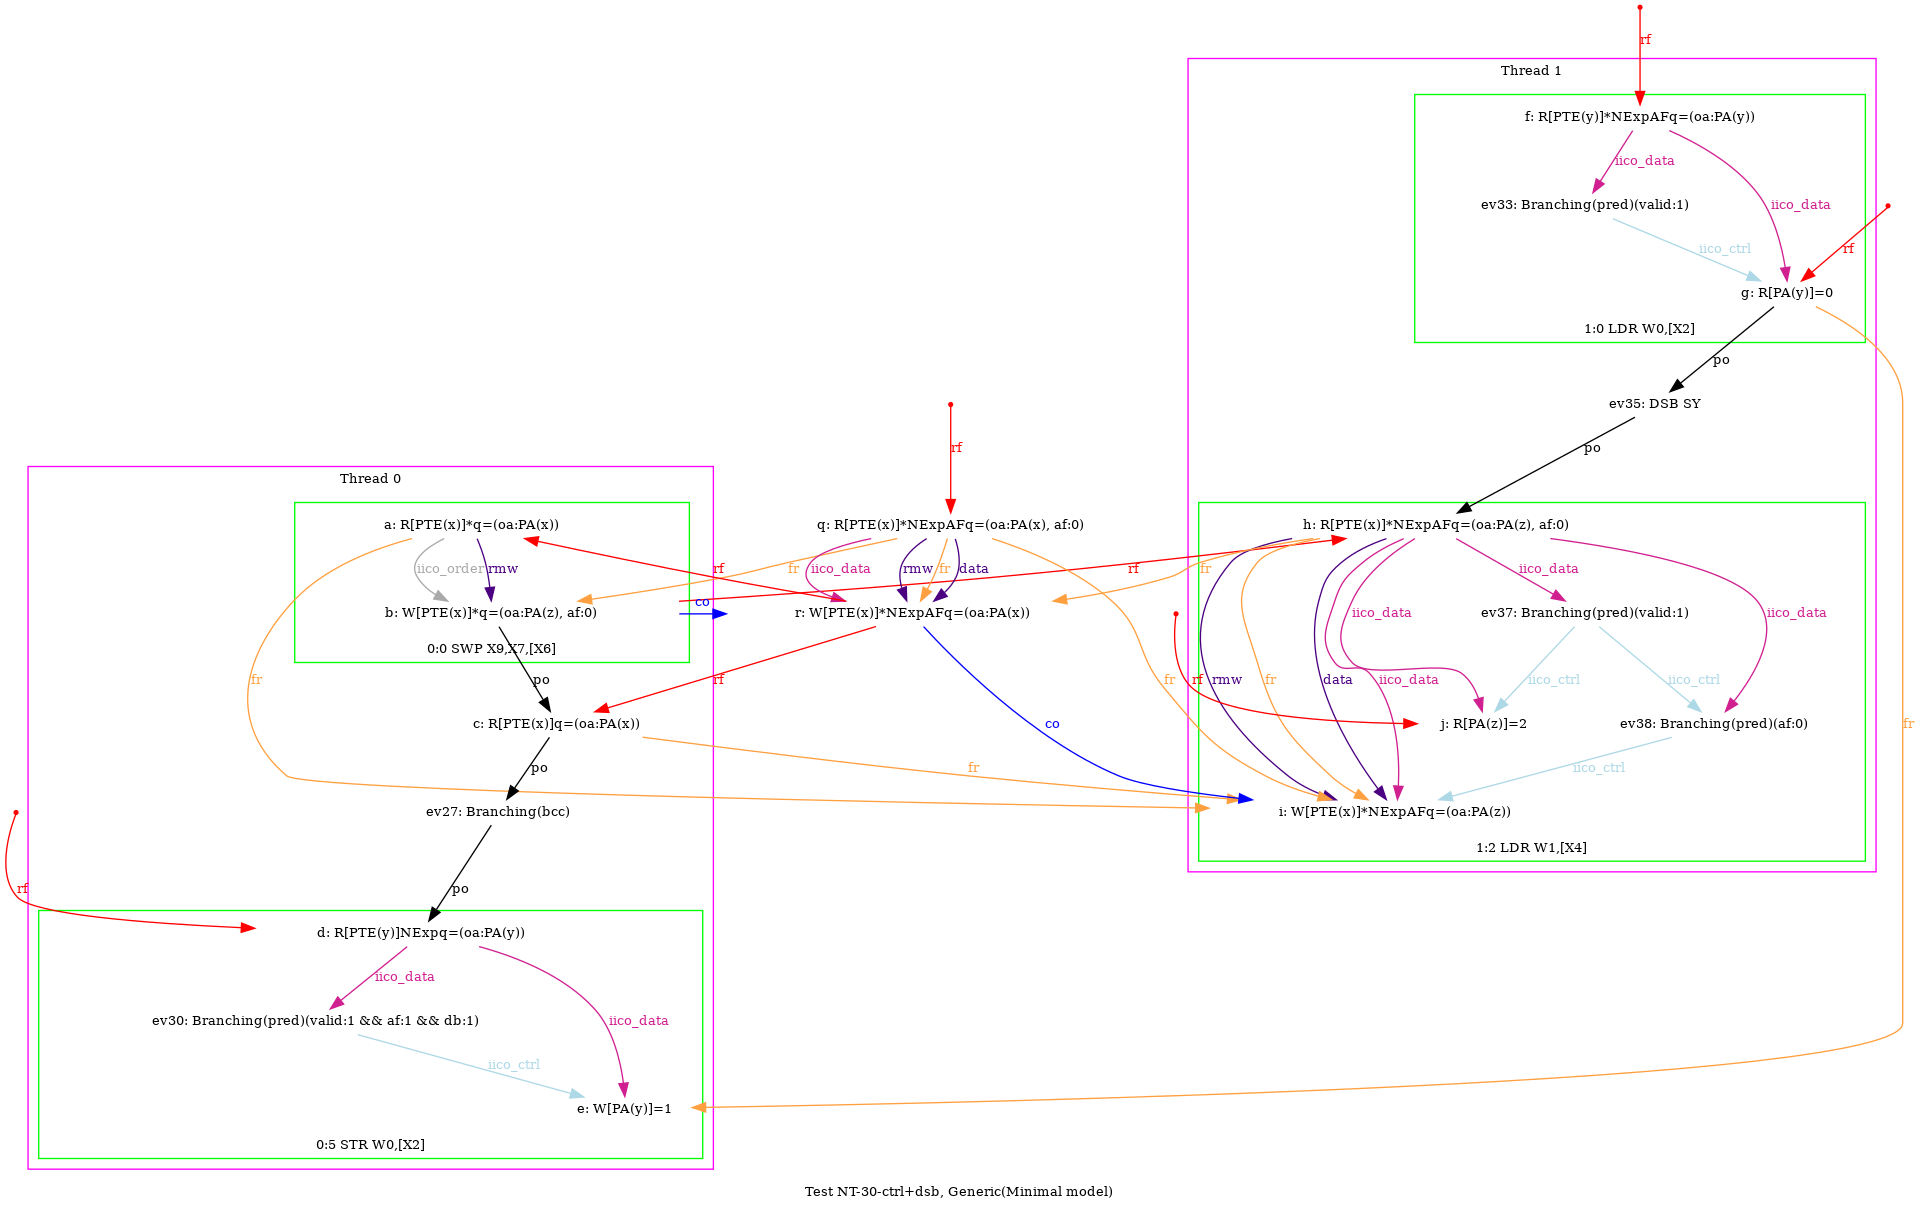 rf
Thread 1
f: R[PTE(y)]*NExpAFq=(oa:PA(y))
iico_data
ev33: Branching(pred)(valid:1)
iico_data
iico_ctrl
rf
g: R[PA(y)]=0
1:0 LDR W0,[X2]
po
ev35: DSB SY
po
rf
Thread 0
a: R[PTE(x)]*q=(oa:PA(x))
q: R[PTE(x)]*NExpAFq=(oa:PA(x), af:0)
h: R[PTE(x)]*NExpAFq=(oa:PA(z), af:0)
iico_order
rmw
rf
fr
iico_data
rmw
fr
data
rf
fr
iico_data
co
b: W[PTE(x)]*q=(oa:PA(z), af:0)
r: W[PTE(x)]*NExpAFq=(oa:PA(x))
iico_data
ev37: Branching(pred)(valid:1)
iico_data
0:0 SWP X9,X7,[X6]
fr
po
rf
fr
rf
rmw
fr
data
iico_data
iico_ctrl
iico_ctrl
c: R[PTE(x)]q=(oa:PA(x))
co
j: R[PA(z)]=2
ev38: Branching(pred)(af:0)
fr
po
fr
iico_ctrl
ev27: Branching(bcc)
i: W[PTE(x)]*NExpAFq=(oa:PA(z))
1:2 LDR W1,[X4]
rf
po
d: R[PTE(y)]NExpq=(oa:PA(y))
iico_data
ev30: Branching(pred)(valid:1 && af:1 && db:1)
iico_data
iico_ctrl
e: W[PA(y)]=1
0:5 STR W0,[X2]
Test NT-30-ctrl+dsb, Generic(Minimal model)